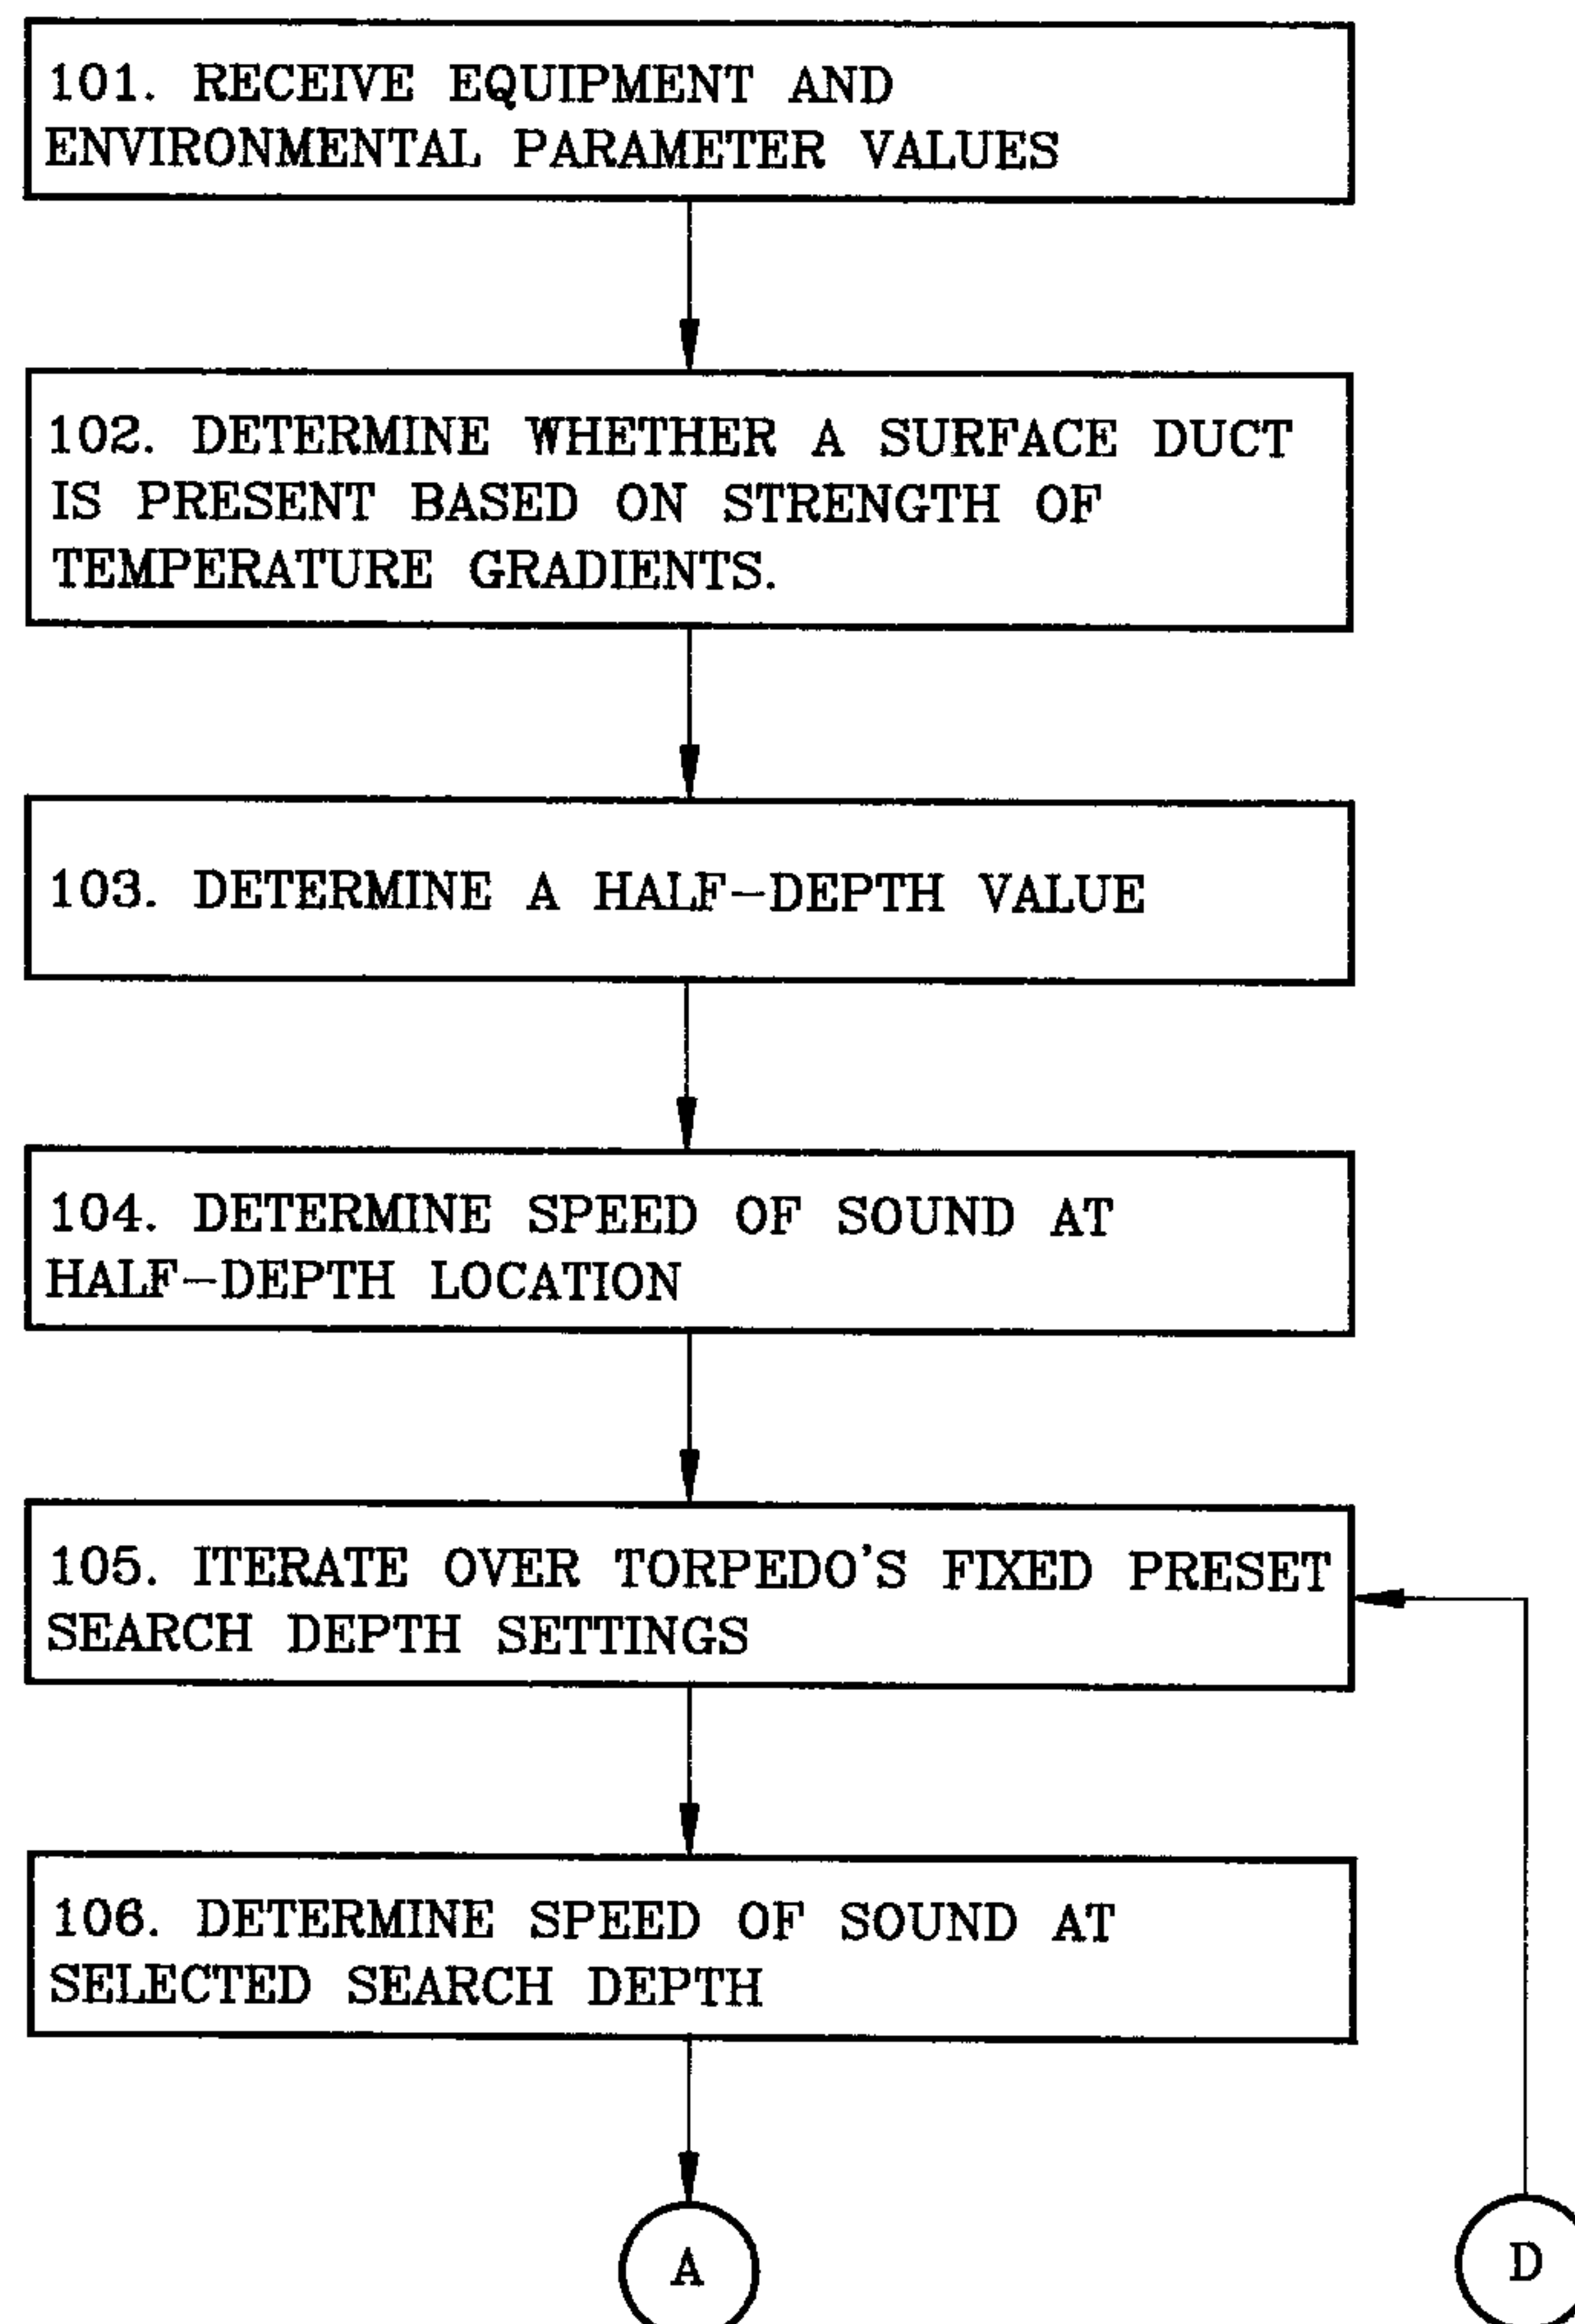 101. RECEIVE EQUIPMENT AND
ENVIRONMENTAL PARAMETER VALUES
102. DETERMINE WHETHER A SURFACE DUCT
IS PRESENT BASED ON STRENGTH OF
TEMPERATURE GRADIENTS.
103. DETERMINE A HALF-DEPTH VALUE
104. DETERMINE SPEED OF SOUND AT
HALF-DEPTH LOCATION
105. ITERATE OVER TORPEDO'S FIXED PRESET
SEARCH DEPTH SETTINGS
106. DETERMINE SPEED OF SOUND AT
SELECTED SEARCH DEPTH
A
D